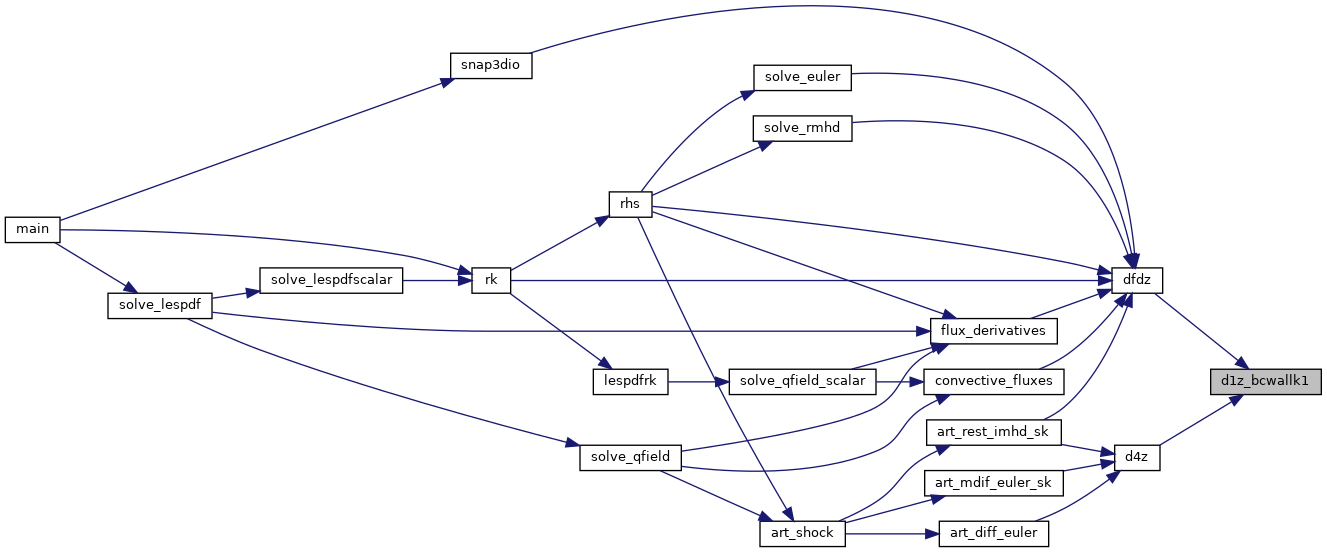 snap3dio
solve_euler
solve_rmhd
rhs
main
solve_lespdfscalar
rk
dfdz
solve_lespdf
flux_derivatives
lespdfrk
solve_qfield_scalar
convective_fluxes
d1z_bcwallk1
art_rest_imhd_sk
solve_qfield
d4z
art_mdif_euler_sk
art_shock
art_diff_euler